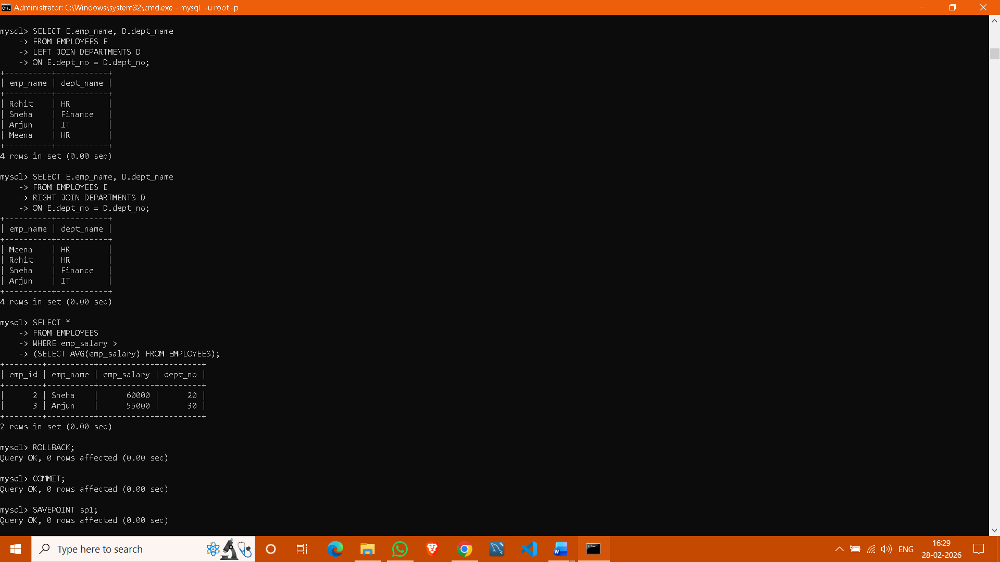 Administrator: C:\Windows\system32\cmd.exe - mysql  -u root -p
mysql> SELECT E.emp_name, D.dept_name
    -> FROM EMPLOYEES E
    -> LEFT JOIN DEPARTMENTS D
    -> ON E.dept_no = D.dept_no;
+----------+-----------+
| emp_name | dept_name |
+----------+-----------+
| Rohit    | HR        |
| Sneha    | Finance   |
| Arjun    | IT        |
| Meena    | HR        |
+----------+-----------+
4 rows in set (0.00 sec)
mysql> SELECT E.emp_name, D.dept_name
    -> FROM EMPLOYEES E
    -> RIGHT JOIN DEPARTMENTS D
    -> ON E.dept_no = D.dept_no;
+----------+-----------+
| emp_name | dept_name |
+----------+-----------+
| Meena    | HR        |
| Rohit    | HR        |
| Sneha    | Finance   |
| Arjun    | IT        |
+----------+-----------+
4 rows in set (0.00 sec)
mysql> SELECT *
    -> FROM EMPLOYEES
    -> WHERE emp_salary >
    -> (SELECT AVG(emp_salary) FROM EMPLOYEES);
+--------+----------+------------+---------+
| emp_id | emp_name | emp_salary | dept_no |
+--------+----------+------------+---------+
|      2 | Sneha    |      60000 |      20 |
|      3 | Arjun    |      55000 |      30 |
+--------+----------+------------+---------+
2 rows in set (0.00 sec)
mysql> ROLLBACK;
Query OK, 0 rows affected (0.00 sec)
mysql> COMMIT;
Query OK, 0 rows affected (0.00 sec)
mysql> SAVEPOINT sp1;
Query OK, 0 rows affected (0.00 sec)
Type here to search
ENG
16:29
28-02-2026